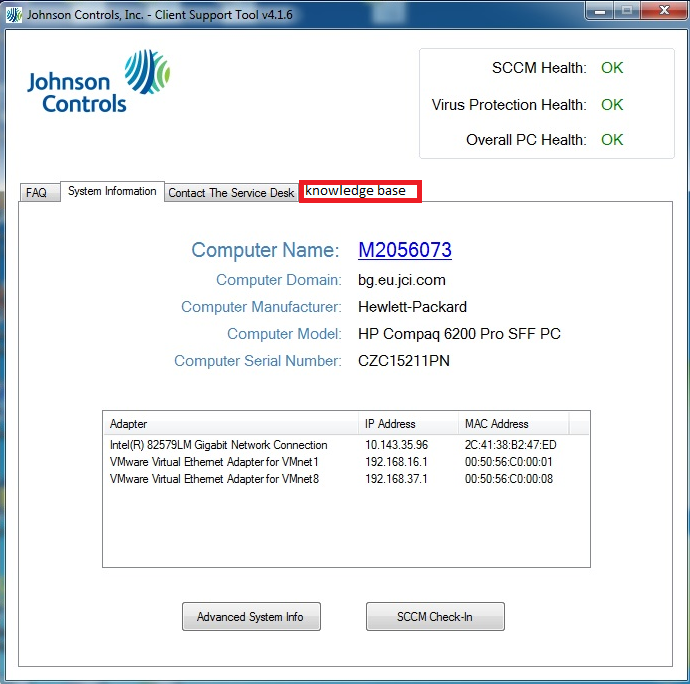 Johnson Controls, Inc. - Client Support Tool v4.1.6
Johnson
Controls
SCCM Health: OK
Virus Protection Health: OK
Overall PC Health: OK
FAQ System Information Contact The Service Desk knowledge base
Computer Name: M2056073
Computer Domain: bg.eu.jci.com
Computer Manufacturer: Hewlett-Packard
Computer Model: HP Compaq 6200 Pro SFF PC
Computer Serial Number: CZC15211PN
Adapter IP Address MAC Address
Intel(R) 82579LM Gigabit Network Connection 10.143.35.96 2C:41:38:B2:47:ED
VMware Virtual Ethernet Adapter for VMnet1 192.168.16.1 00:50:56:C0:00:01
VMware Virtual Ethernet Adapter for VMnet8 192.168.37.1 00:50:56:C0:00:08
Advanced System Info SCCM Check-In